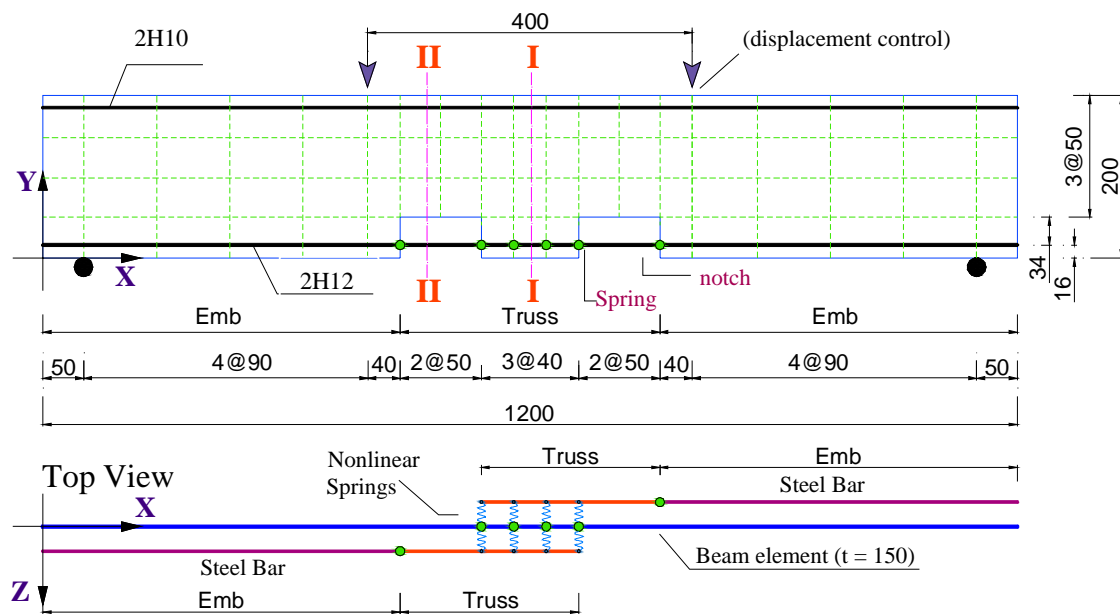 400
2H10
II
I
(displacement control)
Y
3@50
200
X
2H12
II
I
Spring
notch
34
16
Emb
Truss
Emb
50
4@90
40
2@50
3@40
2@50
40
4@90
50
1200
Top View
Nonlinear
Springs
Truss
Emb
Steel Bar
X
Steel Bar
Beam element (t = 150)
Z
Emb
Truss